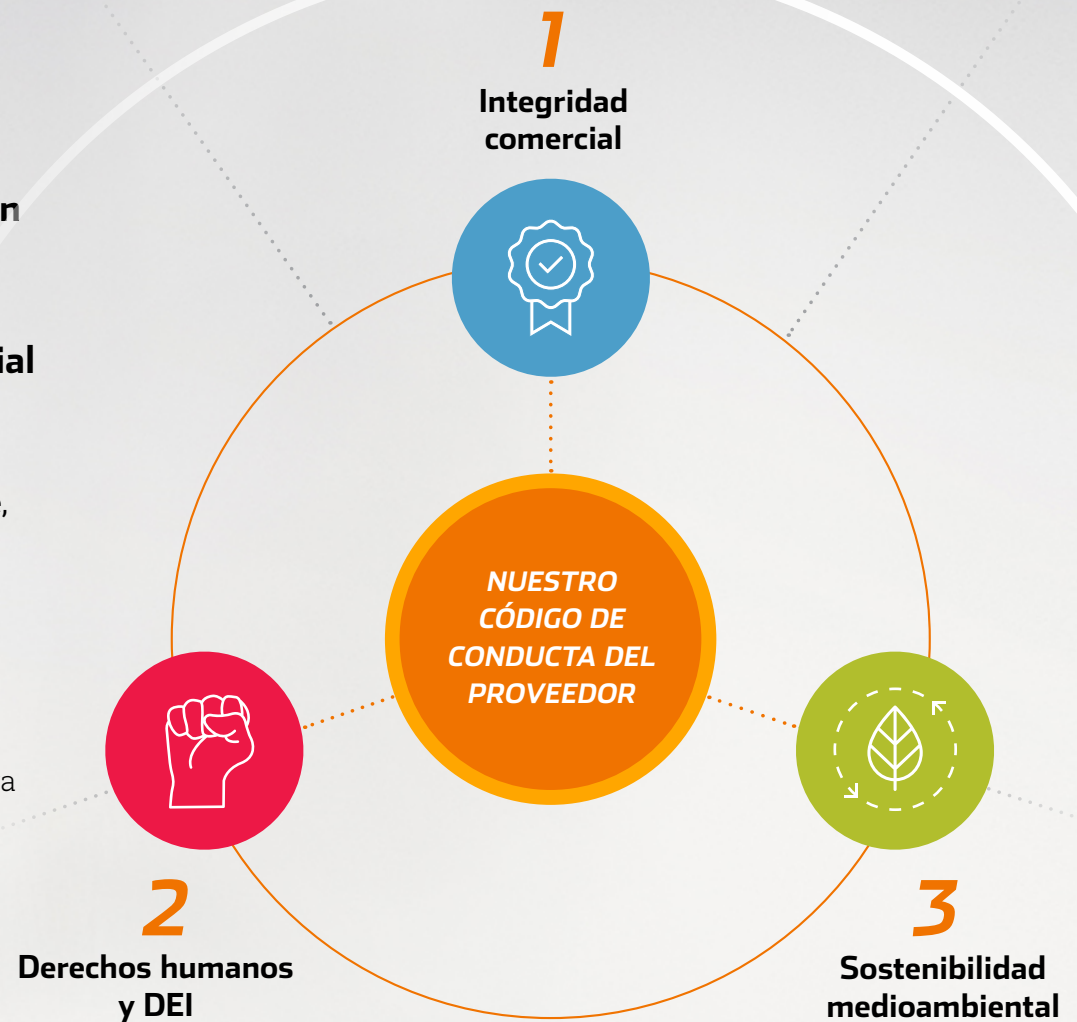 1
Integridad
comercial
NUESTRO
CÓDIGO DE
CONDUCTA DEL
PROVEEDOR
2
Derechos humanos
y DEI
3
Sostenibilidad
medioambiental